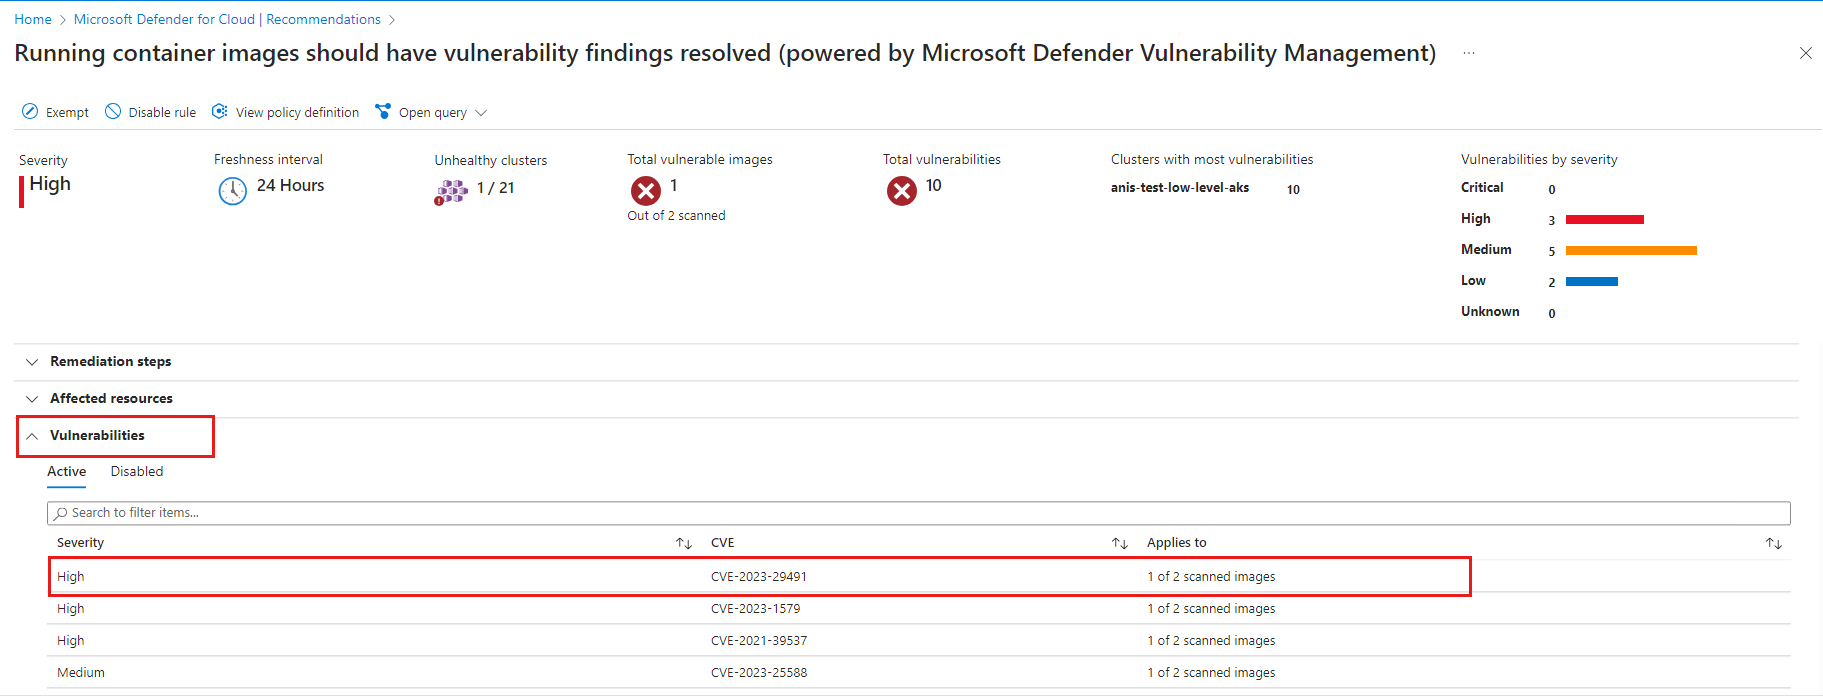 Home > Microsoft Defender for Cloud | Recommendations >
Running container images should have vulnerability findings resolved (powered by Microsoft Defender Vulnerability Management) ...
Exempt Disable rule View policy definition Open query
Severity Freshness interval Unhealthy clusters Total vulnerable images Total vulnerabilities Clusters with most vulnerabilities Vulnerabilities by severity
High 24 Hours 1 / 21 1 10 anis-test-low-level-aks 10 Critical 0
Out of 2 scanned High 3
Medium 5
Low 2
Unknown 0
Remediation steps
Affected resources
Vulnerabilities
Active Disabled
Search to filter items...
Severity CVE Applies to
High CVE-2023-29491 1 of 2 scanned images
High CVE-2023-1579 1 of 2 scanned images
High CVE-2021-39537 1 of 2 scanned images
Medium CVE-2023-25588 1 of 2 scanned images